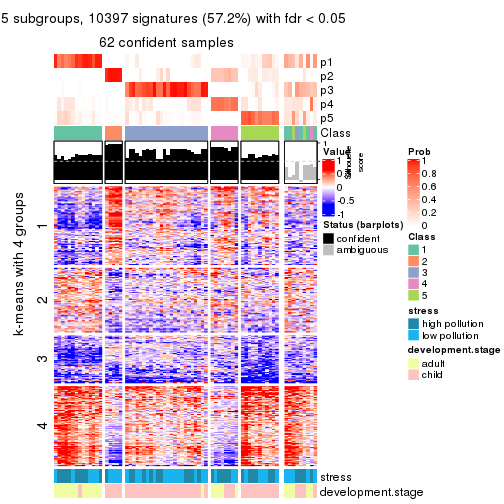 5 subgroups, 10397 signatures (57.2%) with fdr < 0.05
62 confident samples
p1
p2
p3
p4
p5
Class
1
Silhouette
score
k-means with 4 groups
1
2
3
4
stress
development.stage
Value
1
0.5
0
-0.5
-1
Status (barplots)
confident
ambiguous
Prob
1
0.8
0.6
0.4
0.2
0
Class
1
2
3
4
5
stress
high pollution
low pollution
development.stage
adult
child